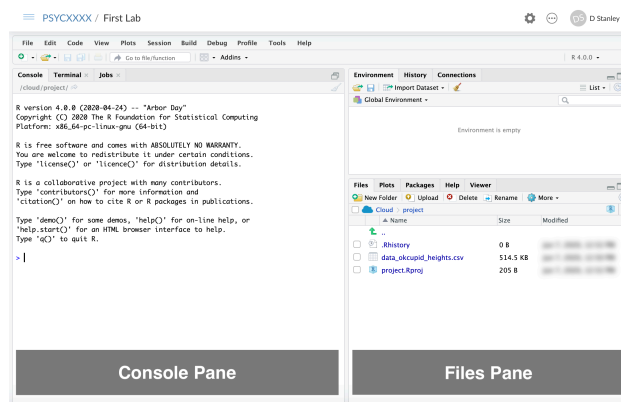 PSYCXXXX / First Lab
DS D Stanley
File Edit Code View Plots Session Build Debug Profile Tools Help
Go to file/function Addins R 4.0.0
Console Terminal Jobs
/cloud/project/
R version 4.0.0 (2020-04-24) -- "Arbor Day"
Copyright (C) 2020 The R Foundation for Statistical Computing
Platform: x86_64-pc-linux-gnu (64-bit)
R is free software and comes with ABSOLUTELY NO WARRANTY.
You are welcome to redistribute it under certain conditions.
Type 'license()' or 'licence()' for distribution details.
R is a collaborative project with many contributors.
Type 'contributors()' for more information and
'citation()' on how to cite R or R packages in publications.
Type 'demo()' for some demos, 'help()' for on-line help, or
'help.start()' for an HTML browser interface to help.
Type 'q()' to quit R.
>
Console Pane
Environment History Connections
Import Dataset List
Global Environment
Environment is empty
Files Plots Packages Help Viewer
New Folder Upload Delete Rename More
Cloud project
Name Size Modified
..
.Rhistory 0 B
data_okcupid_heights.csv 514.5 KB
project.Rproj 205 B
Files Pane